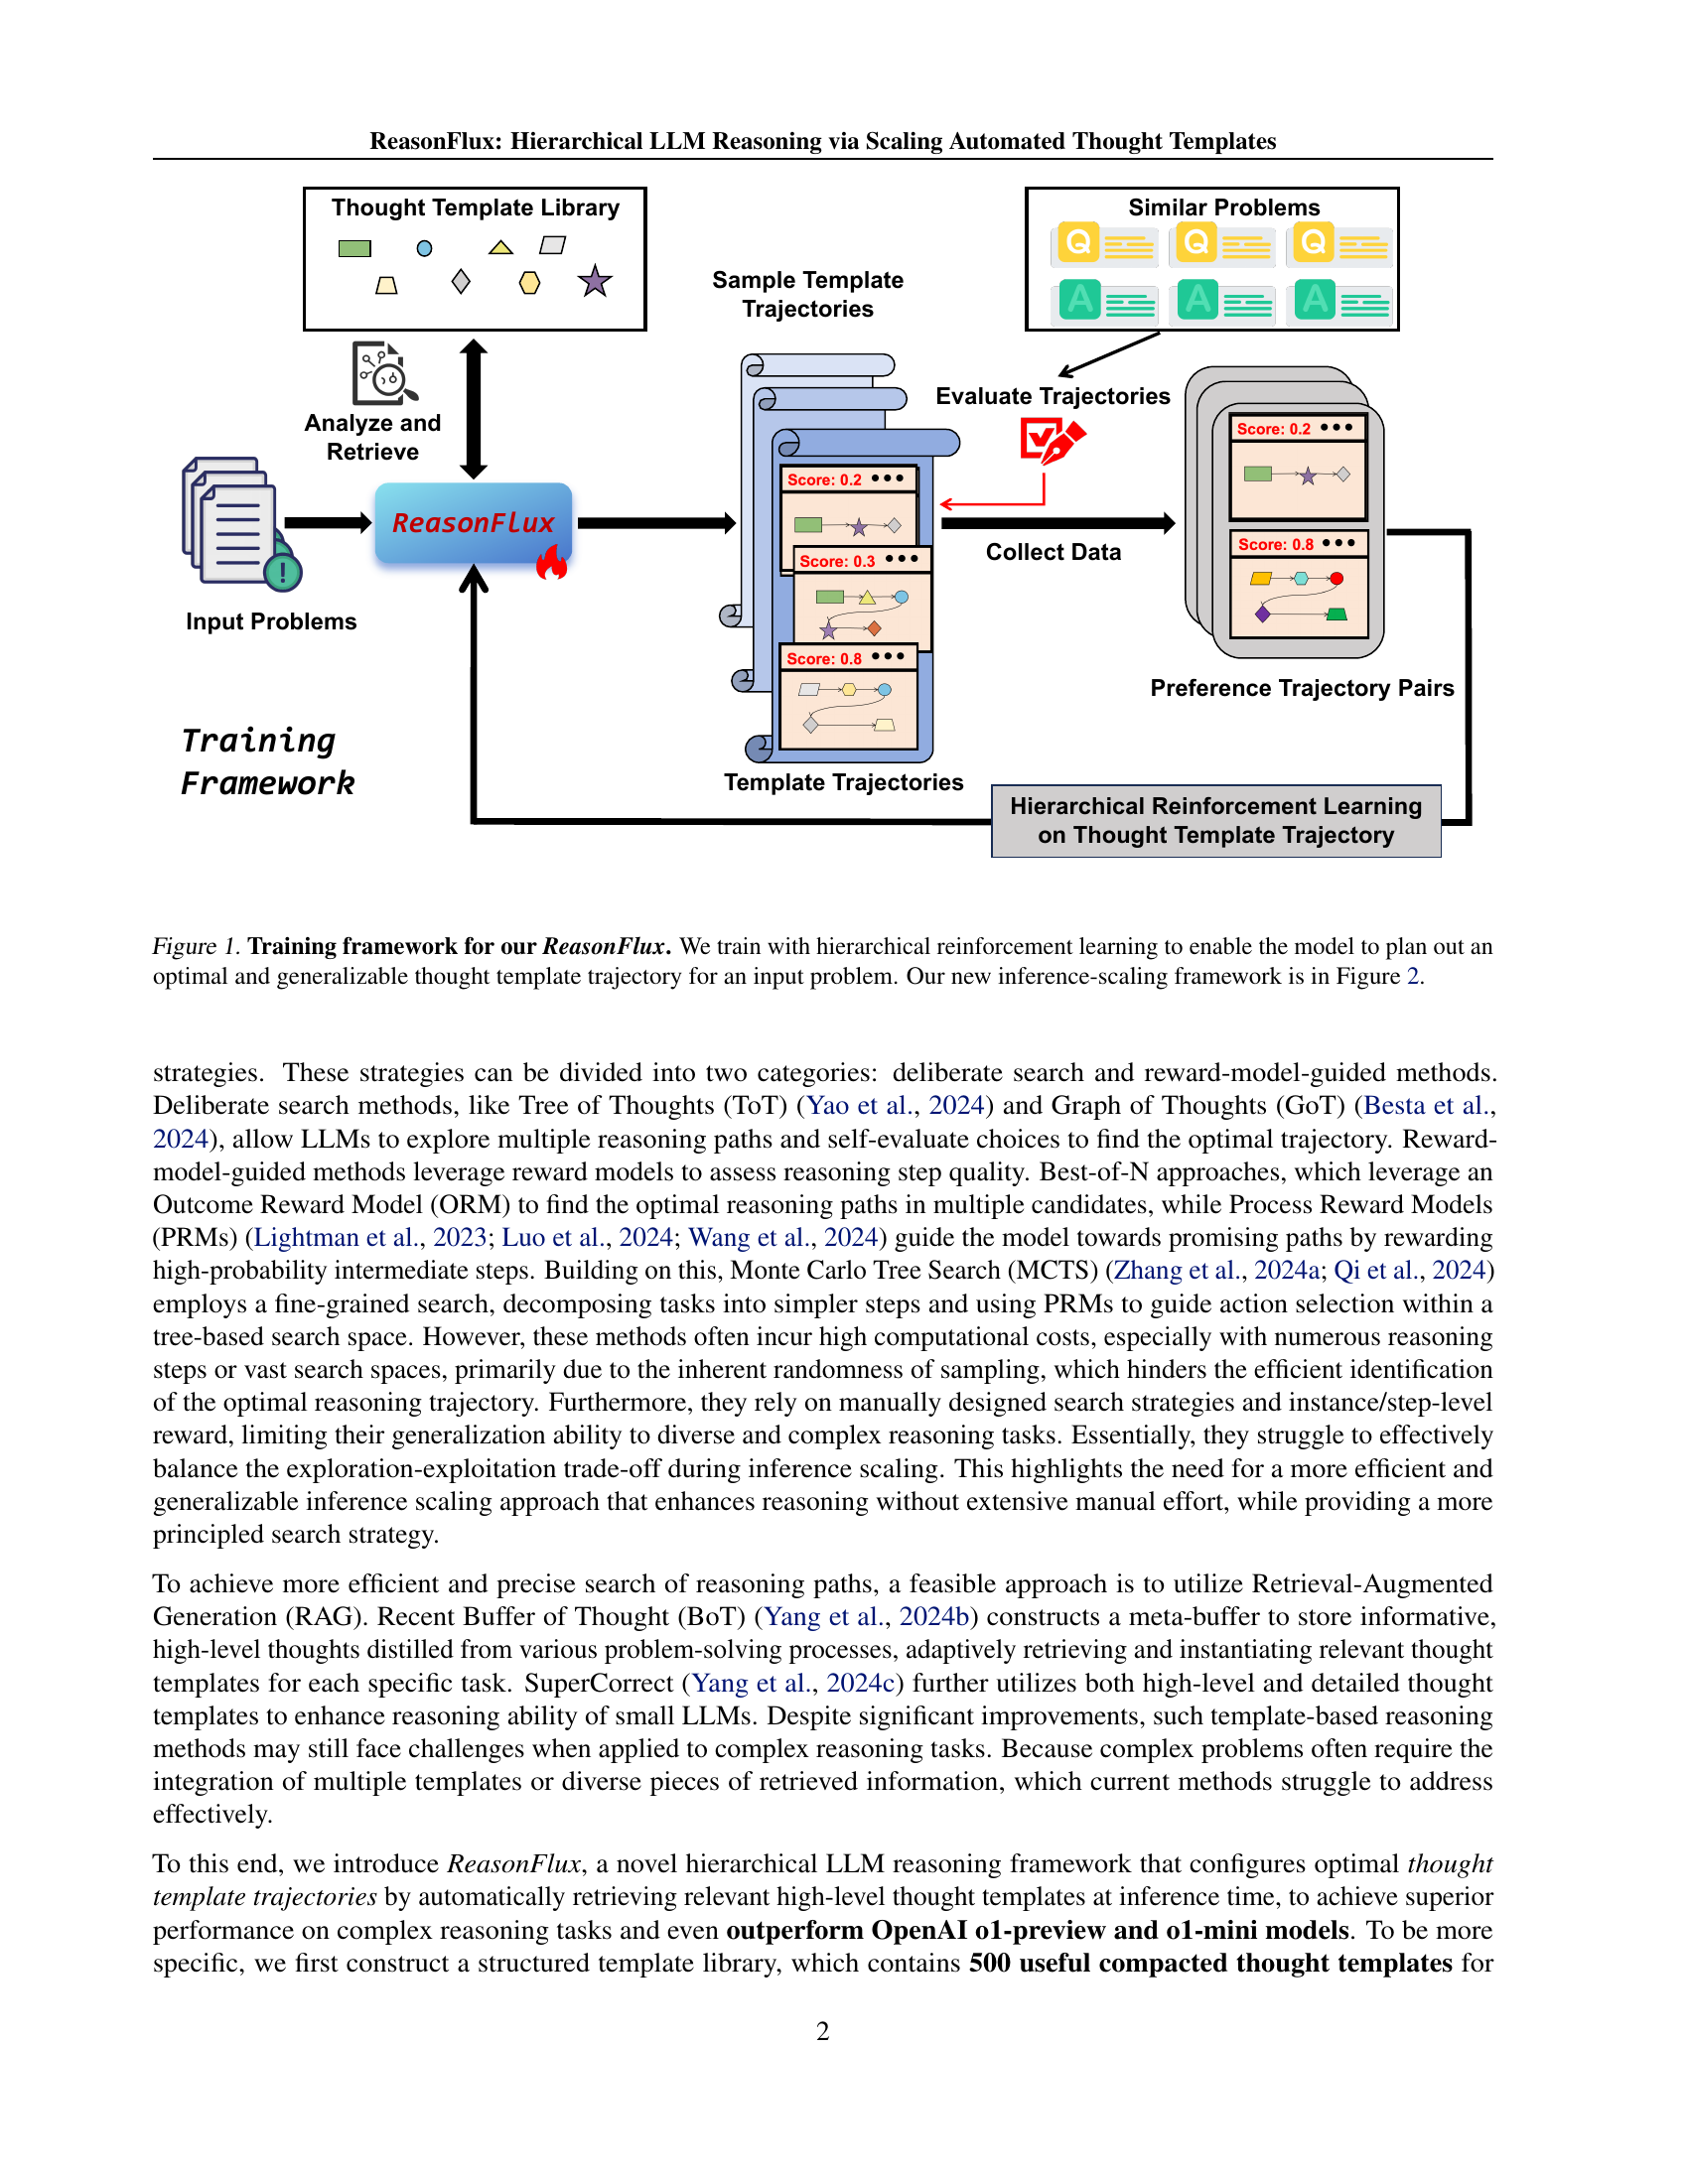 ReasonFlux: Hierarchical LLM Reasoning via Scaling Automated Thought Templates
Thought Template Library
Similar Problems
Q Q Q
A A A
Sample Template
Trajectories
Analyze and
Retrieve
Evaluate Trajectories
ReasonFlux
Input Problems
Score: 0.2
Score: 0.3
Score: 0.8
Collect Data
Score: 0.2
Score: 0.8
Preference Trajectory Pairs
Training
Framework
Template Trajectories
Hierarchical Reinforcement Learning
on Thought Template Trajectory
Figure 1. Training framework for our ReasonFlux. We train with hierarchical reinforcement learning to enable the model to plan out an
optimal and generalizable thought template trajectory for an input problem. Our new inference-scaling framework is in Figure 2.
strategies. These strategies can be divided into two categories: deliberate search and reward-model-guided methods.
Deliberate search methods, like Tree of Thoughts (ToT) (Yao et al., 2024) and Graph of Thoughts (GoT) (Besta et al.,
2024), allow LLMs to explore multiple reasoning paths and self-evaluate choices to find the optimal trajectory. Reward-
model-guided methods leverage reward models to assess reasoning step quality. Best-of-N approaches, which leverage an
Outcome Reward Model (ORM) to find the optimal reasoning paths in multiple candidates, while Process Reward Models
(PRMs) (Lightman et al., 2023; Luo et al., 2024; Wang et al., 2024) guide the model towards promising paths by rewarding
high-probability intermediate steps. Building on this, Monte Carlo Tree Search (MCTS) (Zhang et al., 2024a; Qi et al., 2024)
employs a fine-grained search, decomposing tasks into simpler steps and using PRMs to guide action selection within a
tree-based search space. However, these methods often incur high computational costs, especially with numerous reasoning
steps or vast search spaces, primarily due to the inherent randomness of sampling, which hinders the efficient identification
of the optimal reasoning trajectory. Furthermore, they rely on manually designed search strategies and instance/step-level
reward, limiting their generalization ability to diverse and complex reasoning tasks. Essentially, they struggle to effectively
balance the exploration-exploitation trade-off during inference scaling. This highlights the need for a more efficient and
generalizable inference scaling approach that enhances reasoning without extensive manual effort, while providing a more
principled search strategy.
To achieve more efficient and precise search of reasoning paths, a feasible approach is to utilize Retrieval-Augmented
Generation (RAG). Recent Buffer of Thought (BoT) (Yang et al., 2024b) constructs a meta-buffer to store informative,
high-level thoughts distilled from various problem-solving processes, adaptively retrieving and instantiating relevant thought
templates for each specific task. SuperCorrect (Yang et al., 2024c) further utilizes both high-level and detailed thought
templates to enhance reasoning ability of small LLMs. Despite significant improvements, such template-based reasoning
methods may still face challenges when applied to complex reasoning tasks. Because complex problems often require the
integration of multiple templates or diverse pieces of retrieved information, which current methods struggle to address
effectively.
To this end, we introduce ReasonFlux, a novel hierarchical LLM reasoning framework that configures optimal thought
template trajectories by automatically retrieving relevant high-level thought templates at inference time, to achieve superior
performance on complex reasoning tasks and even outperform OpenAI o1-preview and o1-mini models. To be more
specific, we first construct a structured template library, which contains 500 useful compacted thought templates for
2